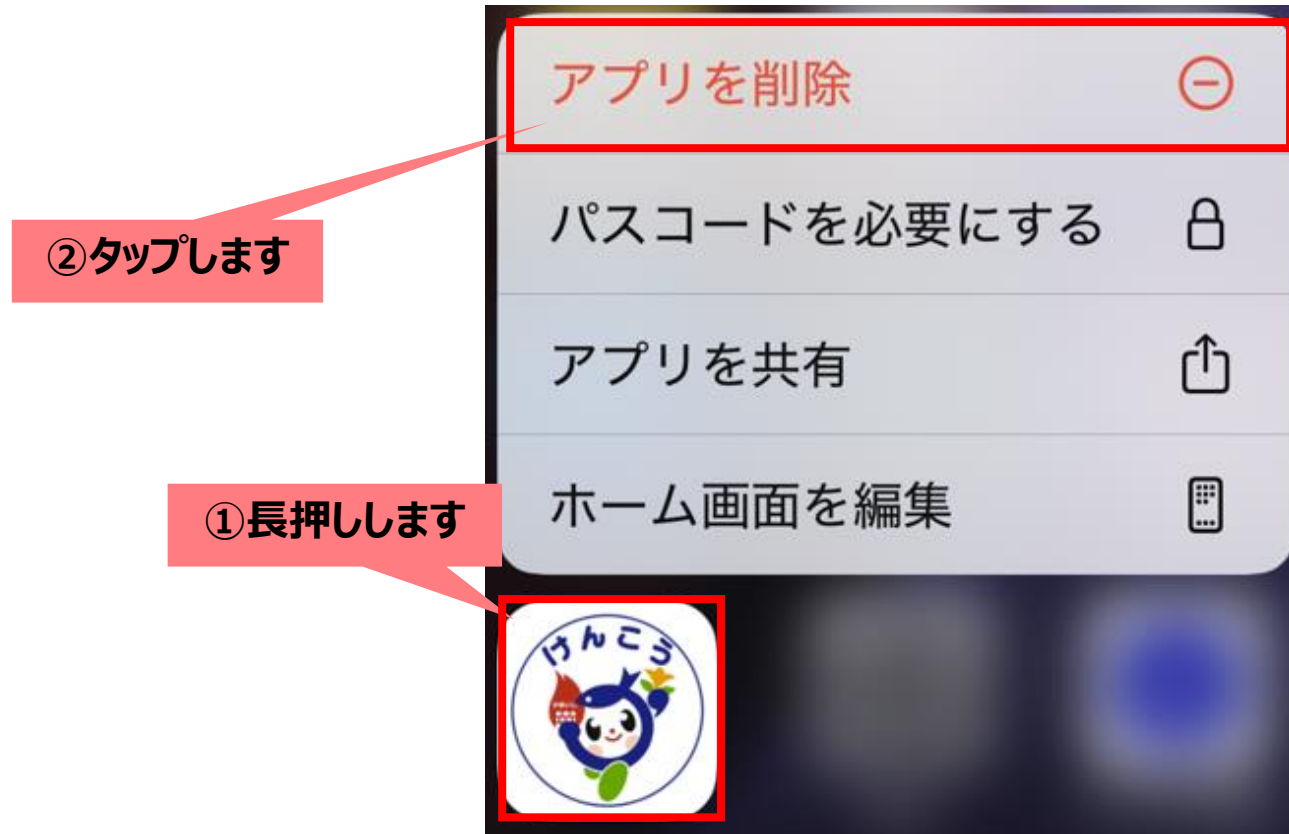 アプリを削除
パスコードを必要にする
②タップします
アプリを共有
ホーム画面を編集
①長押しします
けんこう